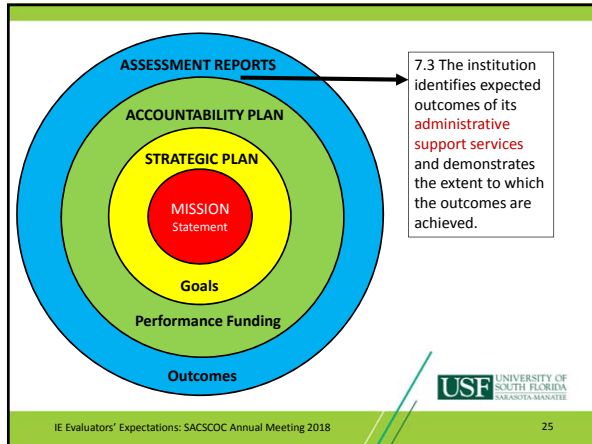 ASSESSMENT REPORTS
ACCOUNTABILITY PLAN
STRATEGIC PLAN
MISSION
Statement
Goals
Performance Funding
Outcomes
7.3 The institution
identifies expected
outcomes of its
administrative
support services
and demonstrates
the extent to which
the outcomes are
achieved.
USF UNIVERSITY OF
SOUTH FLORIDA
SARASOTA-MANATEE
IE Evaluators' Expectations: SACSCOC Annual Meeting 2018
25